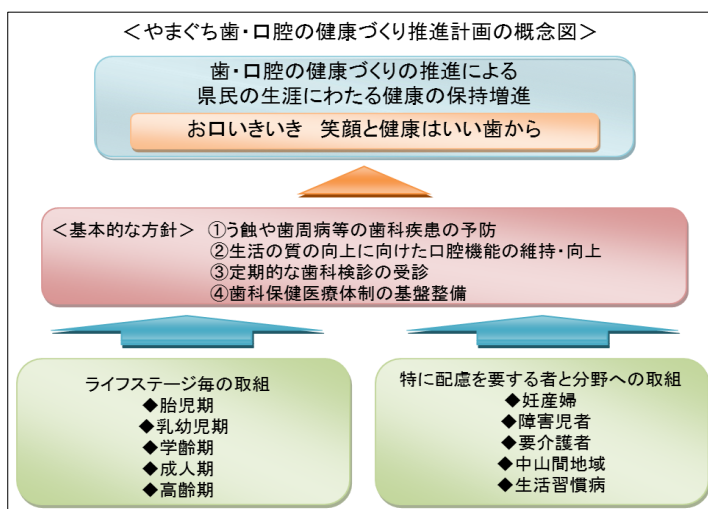 ＜やまぐち歯・口腔の健康づくり推進計画の概念図＞
歯・口腔の健康づくりの推進による
県民の生涯にわたる健康の保持増進
お口いきいき　笑顔と健康はいい歯から
＜基本的な方針＞　①う蝕や歯周病等の歯科疾患の予防
②生活の質の向上に向けた口腔機能の維持・向上
③定期的な歯科検診の受診
④歯科保健医療体制の基盤整備
ライフステージ毎の取組
◆胎児期
◆乳幼児期
◆学齢期
◆成人期
◆高齢期
特に配慮を要する者と分野への取組
◆妊産婦
◆障害児者
◆要介護者
◆中山間地域
◆生活習慣病